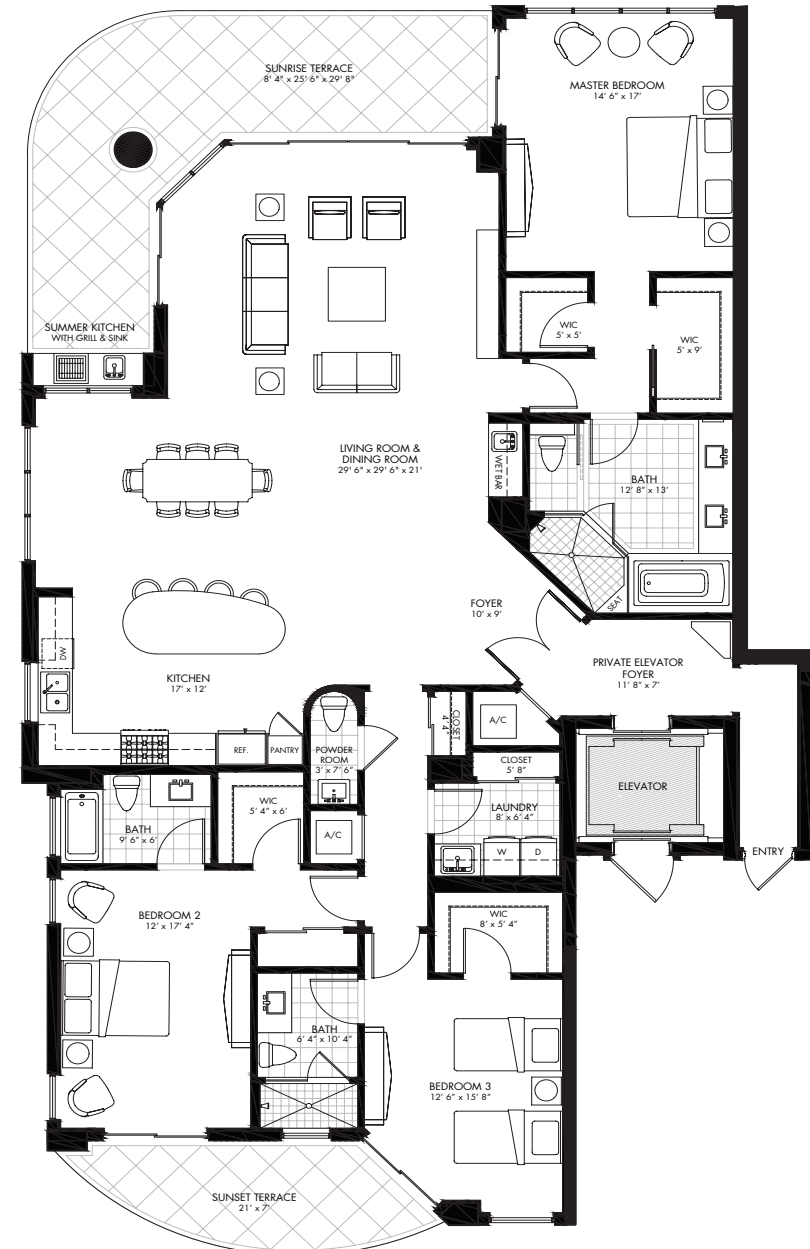 SUNRISE TERRACE
8' 4" x 25' 6" x 29' 8"
MASTER BEDROOM
14' 6" x 17'
SUMMER KITCHEN
WITH GRILL & SINK
WIC
5' x 5'
WIC
5' x 9'
LIVING ROOM &
DINING ROOM
29' 6" x 29' 6" x 21'
WET BAR
BATH
12' 8" x 13'
SEAT
FOYER
10' x 9'
PRIVATE ELEVATOR
FOYER
11' 8" x 7'
DW
KITCHEN
17' x 12'
REF.
PANTRY
POWDER
ROOM
3' x 7' 6"
CLOSET
4' 4"
A/C
CLOSET
5' 8"
ELEVATOR
BATH
9' 6" x 6'
WIC
5' 4" x 6'
A/C
LAUNDRY
8' x 6' 4"
W
D
ENTRY
BEDROOM 2
12' x 17' 4"
WIC
8' x 5' 4"
BATH
6' 4" x 10' 4"
BEDROOM 3
12' 6" x 15' 8"
SUNSET TERRACE
21' x 7'